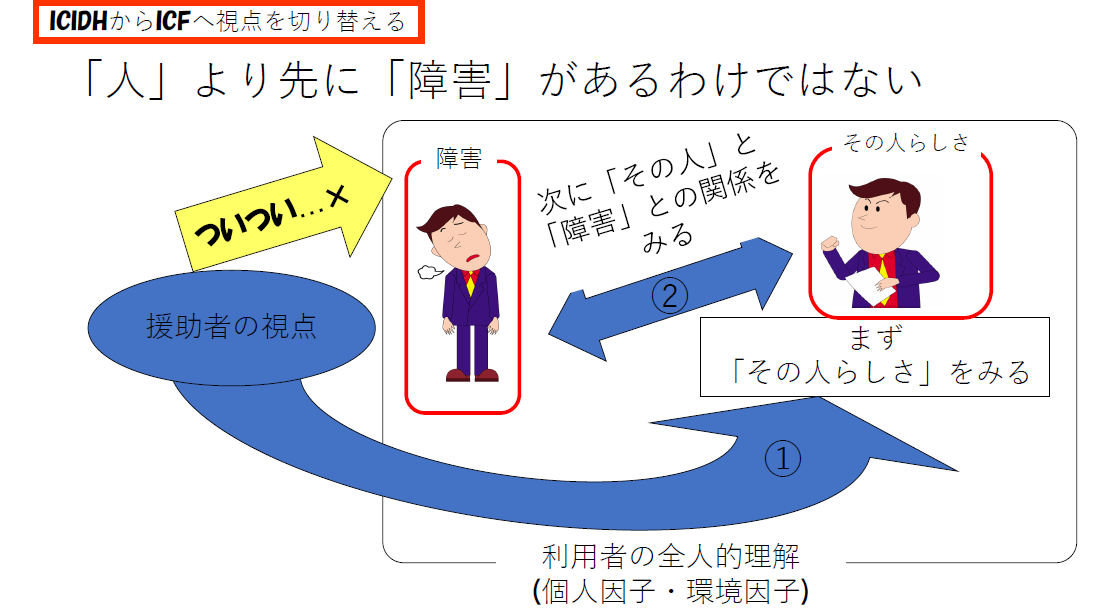 ICIDHからICFへ視点を切り替える
「人」より先に「障害」があるわけではない
ついつい…×
障害
次に「その人」と
「障害」との関係を
みる
その人らしさ
②
援助者の視点
まず
「その人らしさ」をみる
①
利用者の全人的理解
(個人因子・環境因子)